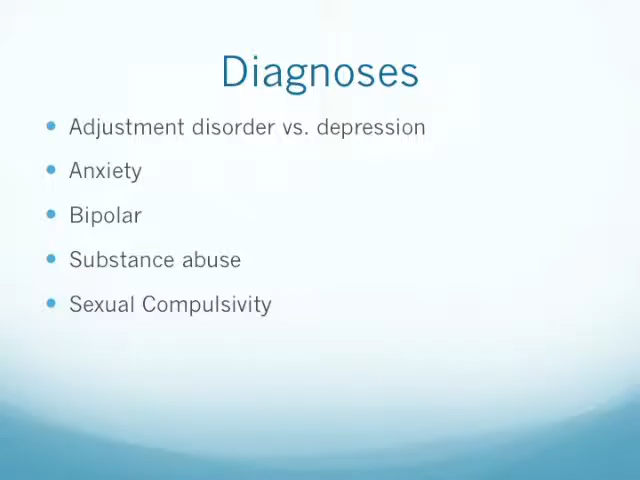 Diagnoses
• Adjustment disorder vs. depression
• Anxiety
• Bipolar
• Substance abuse
• Sexual Compulsivity